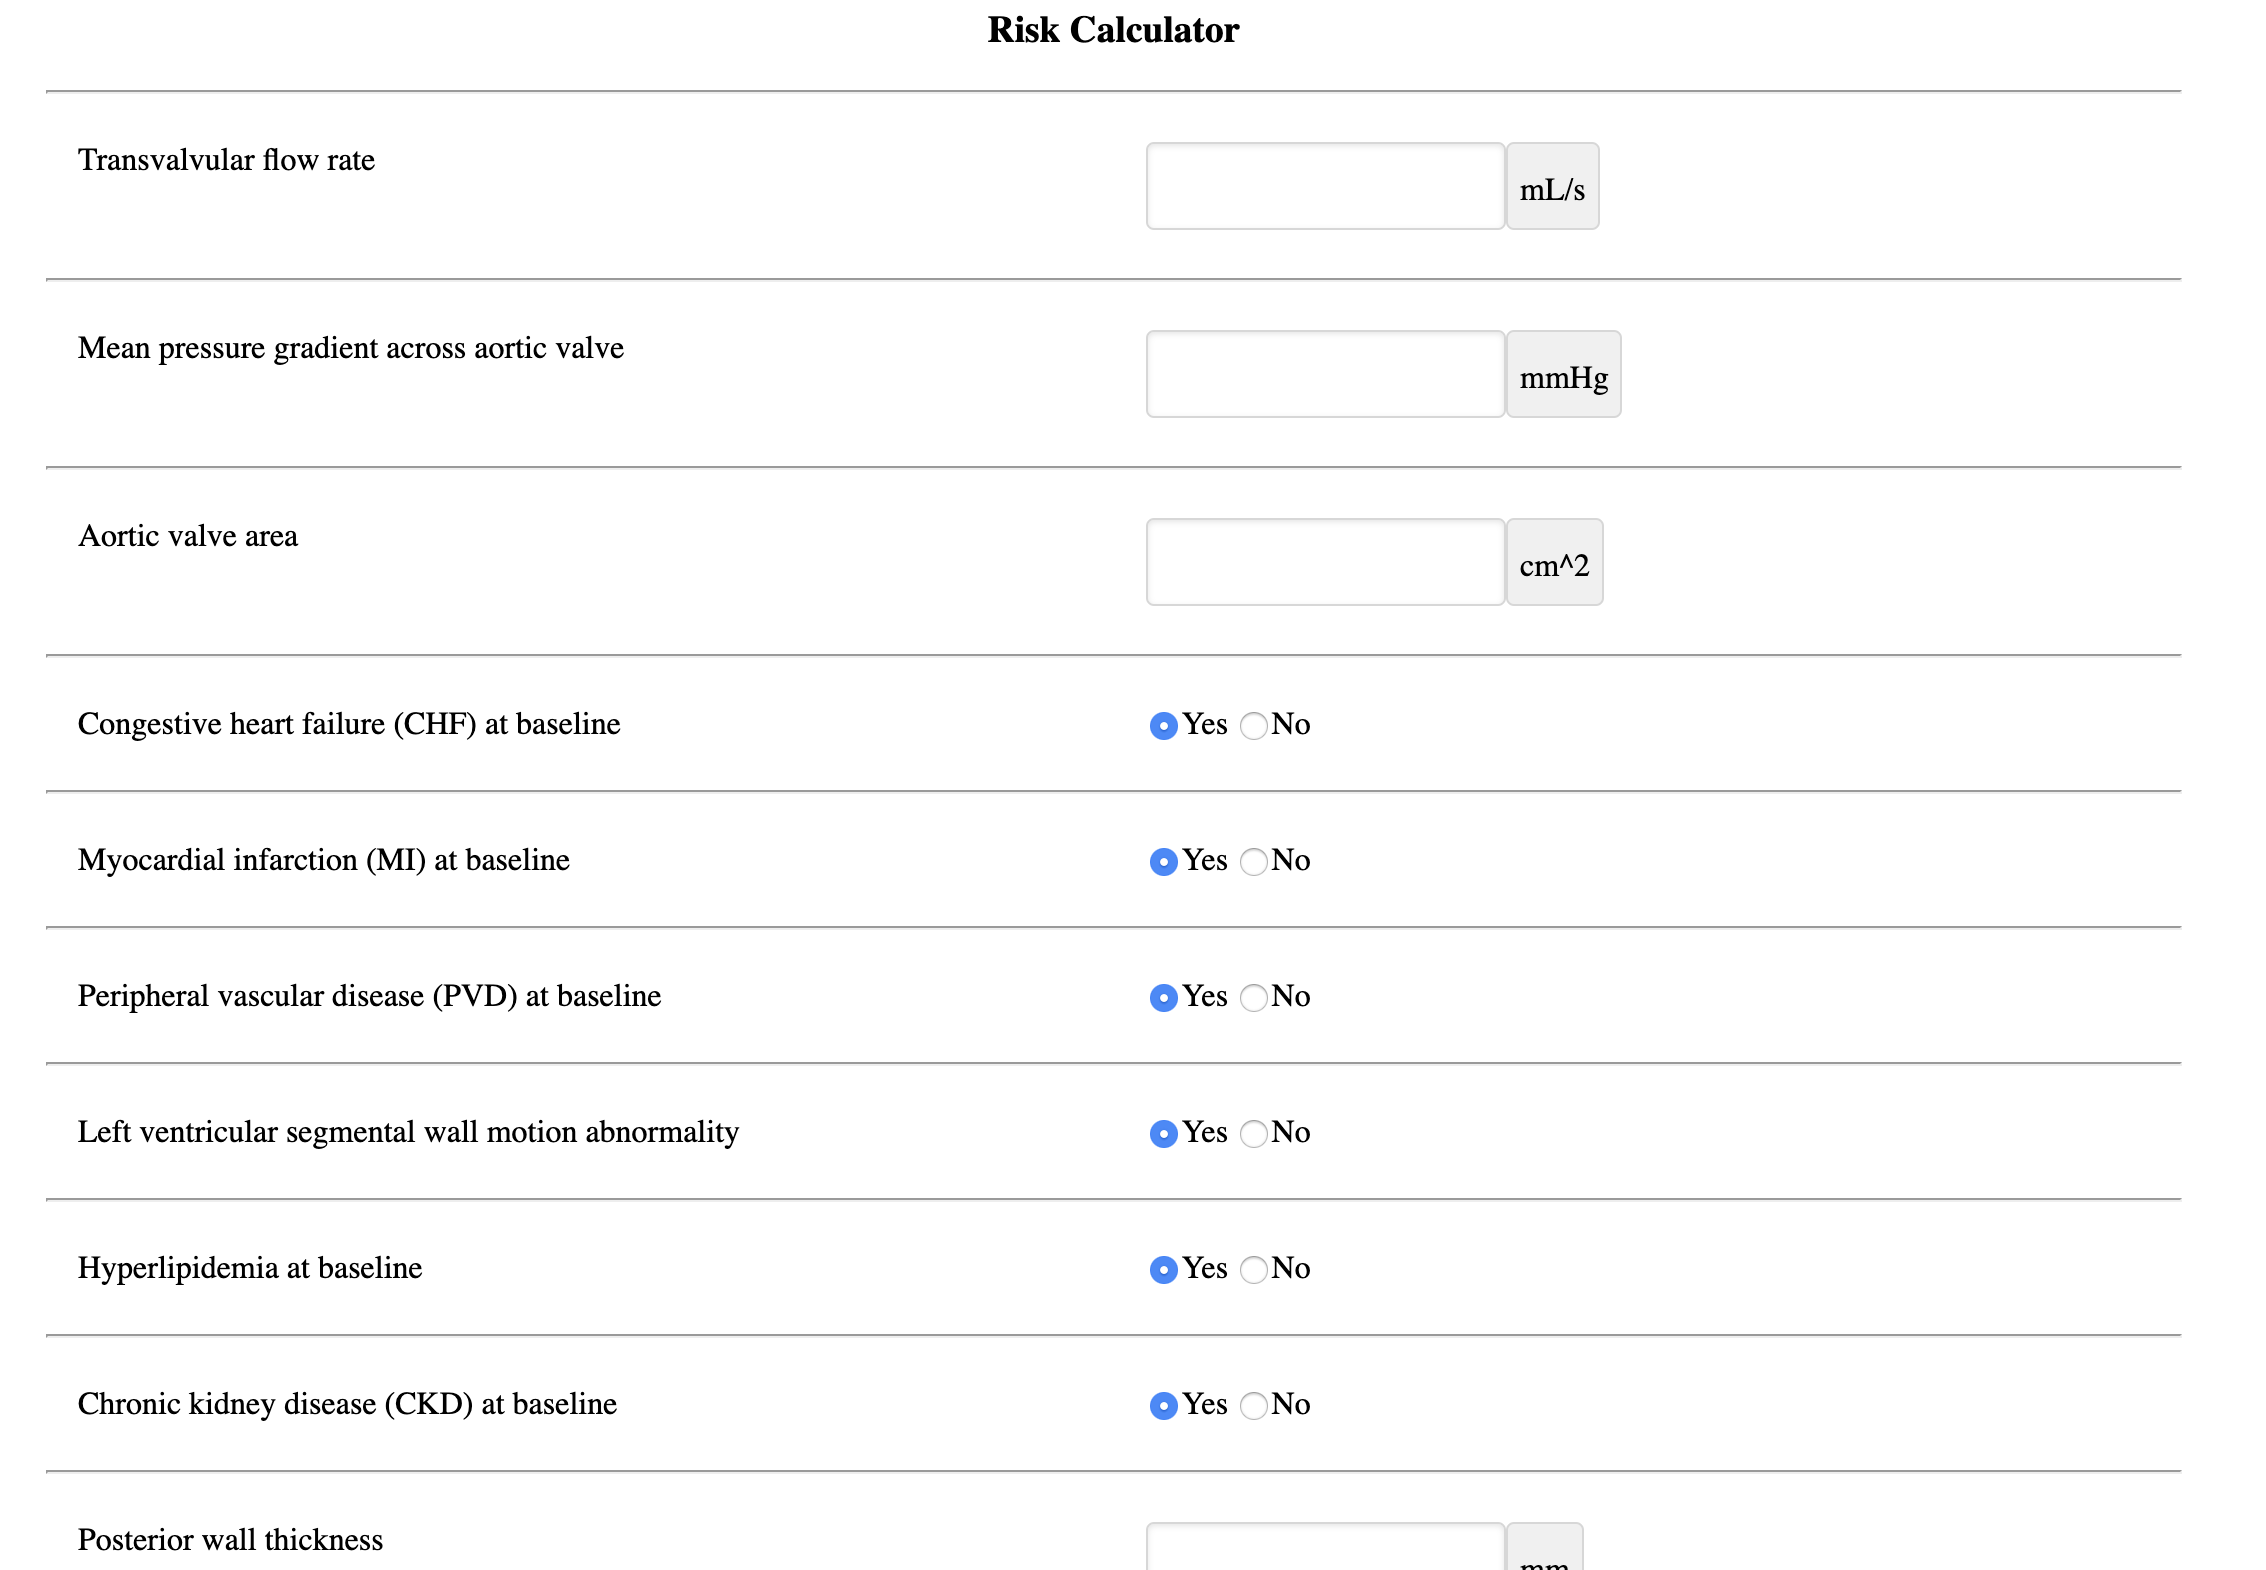 Risk Calculator
Transvalvular flow rate
mL/s
Mean pressure gradient across aortic valve
mmHg
Aortic valve area
cm^2
Congestive heart failure (CHF) at baseline
Yes No
Myocardial infarction (MI) at baseline
Yes No
Peripheral vascular disease (PVD) at baseline
Yes No
Left ventricular segmental wall motion abnormality
Yes No
Hyperlipidemia at baseline
Yes No
Chronic kidney disease (CKD) at baseline
Yes No
Posterior wall thickness
mm